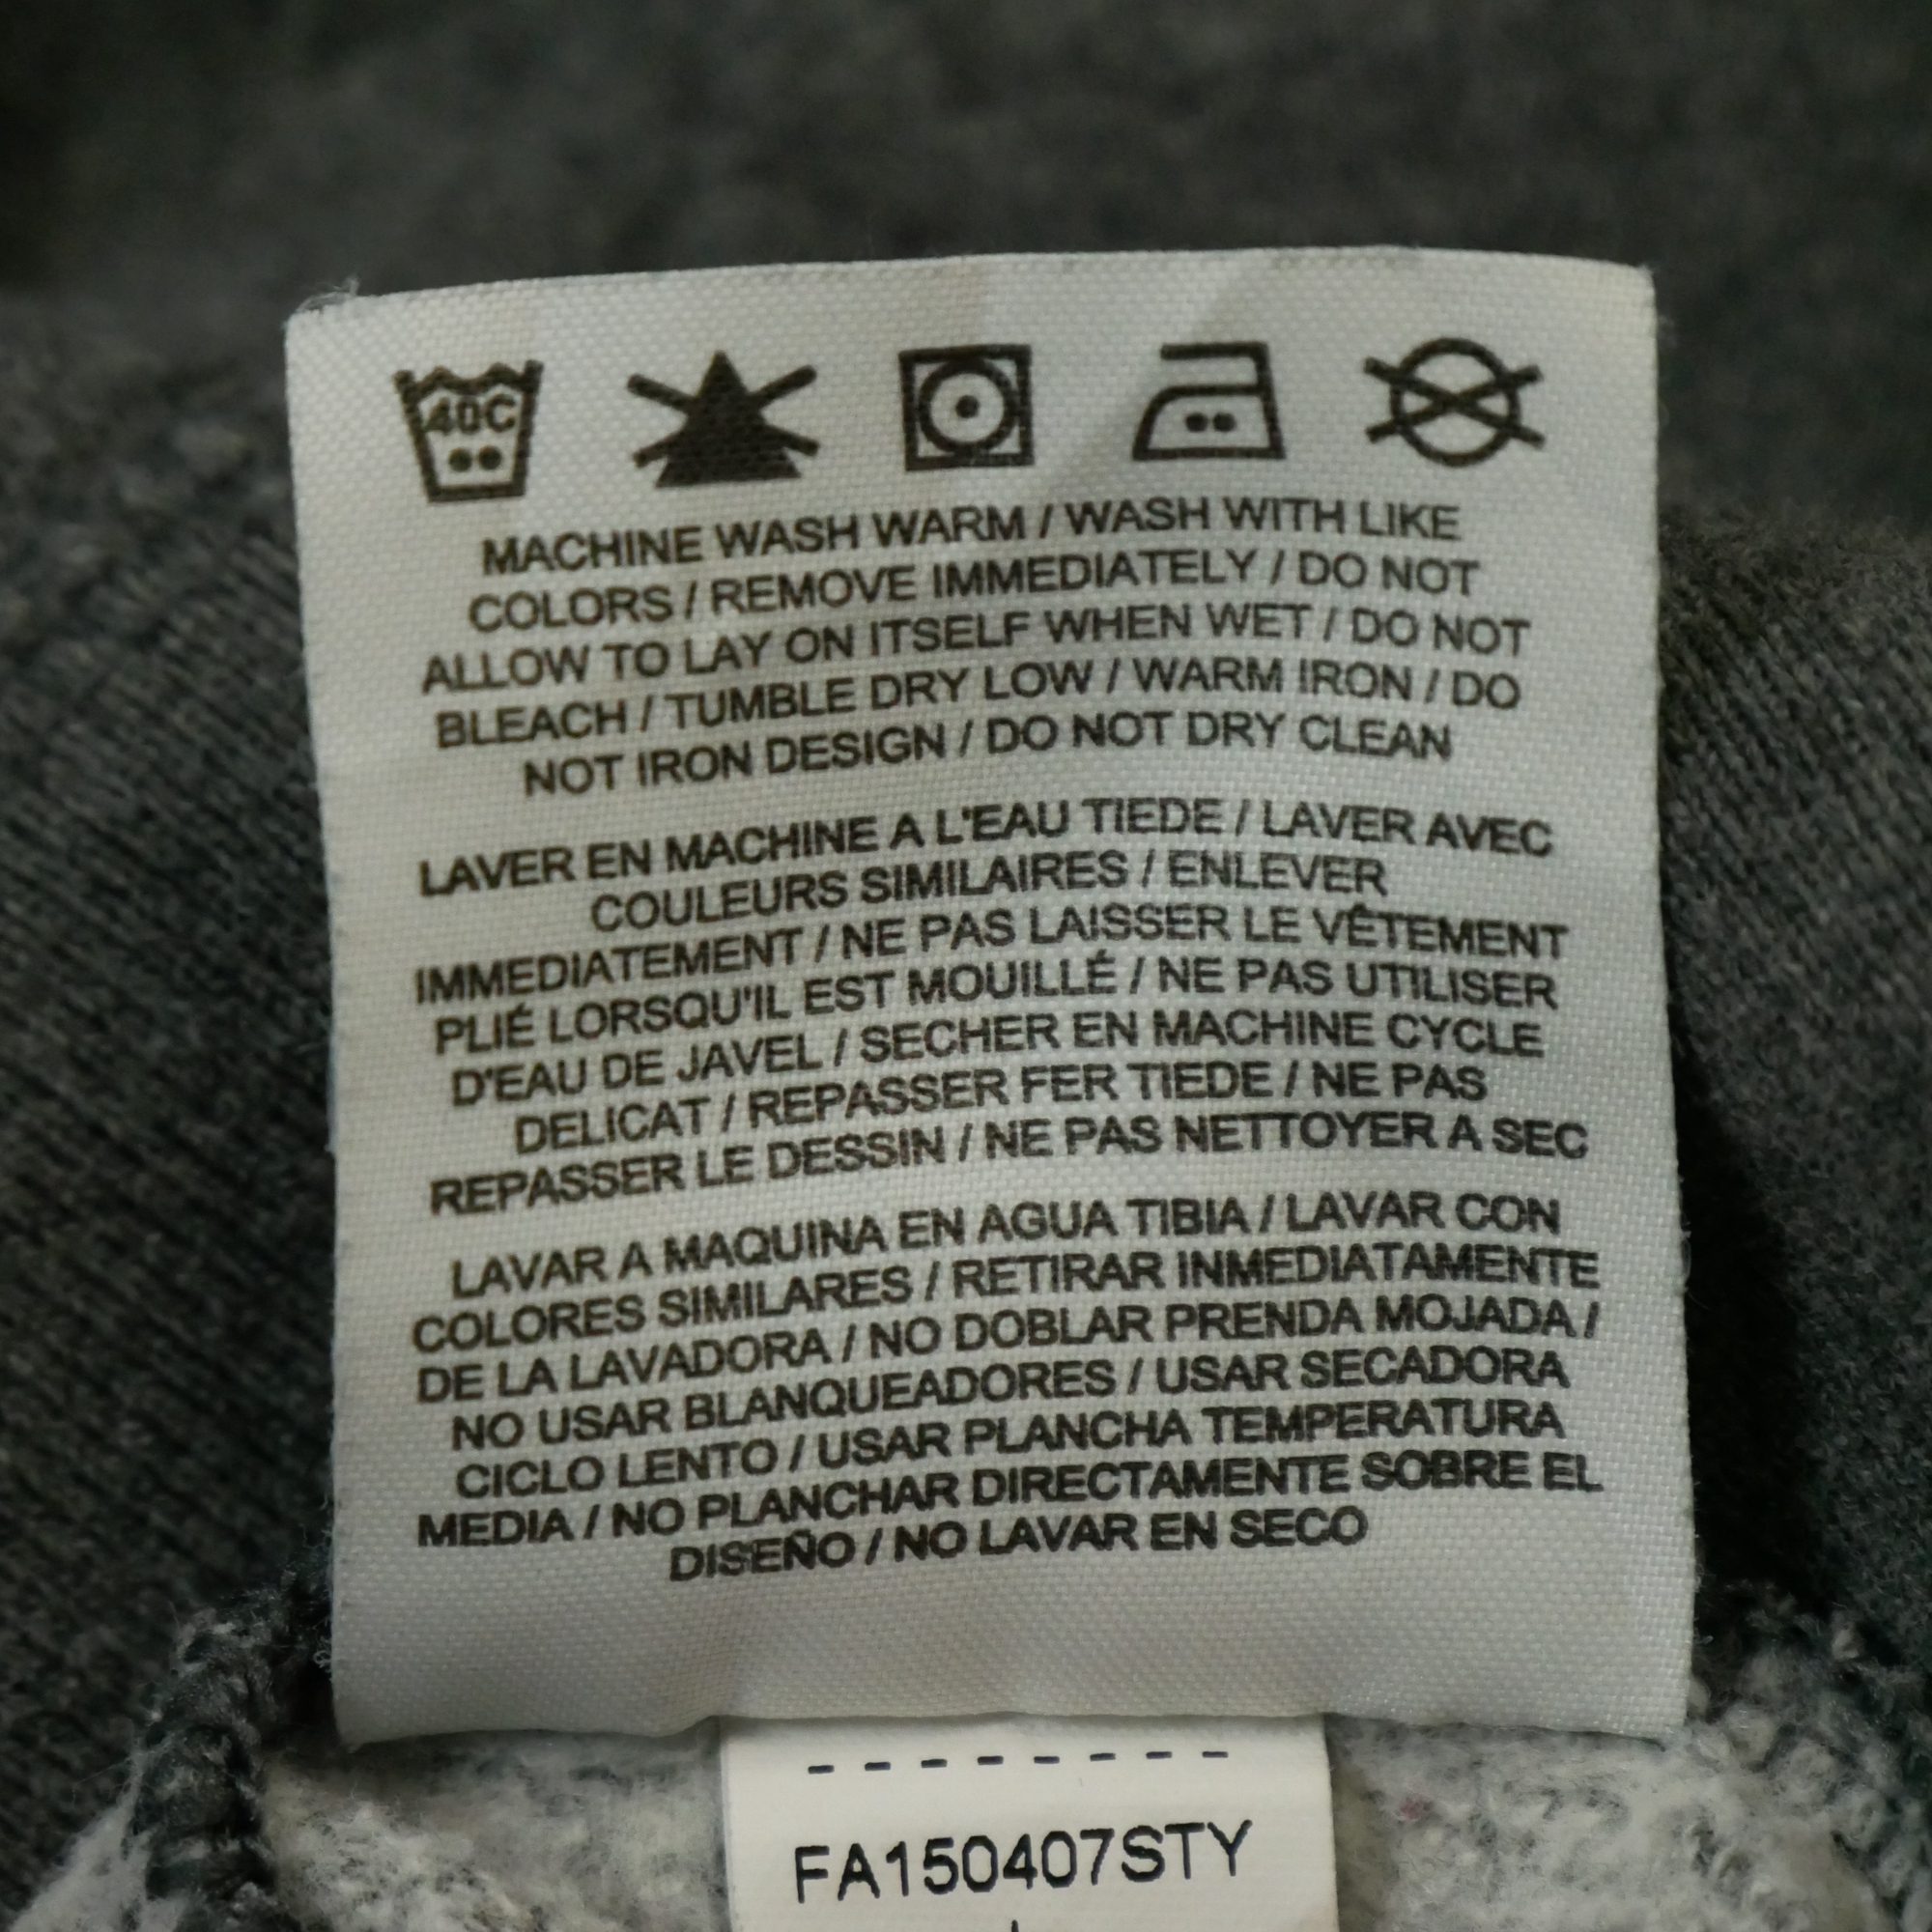 40C
MACHINE WASH WARM / WASH WITH LIKE
COLORS / REMOVE IMMEDIATELY / DO NOT
ALLOW TO LAY ON ITSELF WHEN WET / DO NOT
BLEACH / TUMBLE DRY LOW / WARM IRON / DO
NOT IRON DESIGN / DO NOT DRY CLEAN
LAVER EN MACHINE A L'EAU TIEDE / LAVER AVEC
COULEURS SIMILAIRES / ENLEVER
IMMEDIATEMENT / NE PAS LAISSER LE VÊTEMENT
PLIÉ LORSQU'IL EST MOUILLÉ / NE PAS UTILISER
D'EAU DE JAVEL / SECHER EN MACHINE CYCLE
DELICAT / REPASSER FER TIEDE / NE PAS
REPASSER LE DESSIN / NE PAS NETTOYER A SEC
LAVAR A MAQUINA EN AGUA TIBIA / LAVAR CON
COLORES SIMILARES / RETIRAR INMEDIATAMENTE
DE LA LAVADORA / NO DOBLAR PRENDA MOJADA /
NO USAR BLANQUEADORES / USAR SECADORA
CICLO LENTO / USAR PLANCHA TEMPERATURA
MEDIA / NO PLANCHAR DIRECTAMENTE SOBRE EL
DISEÑO / NO LAVAR EN SECO
--------
FA150407STY